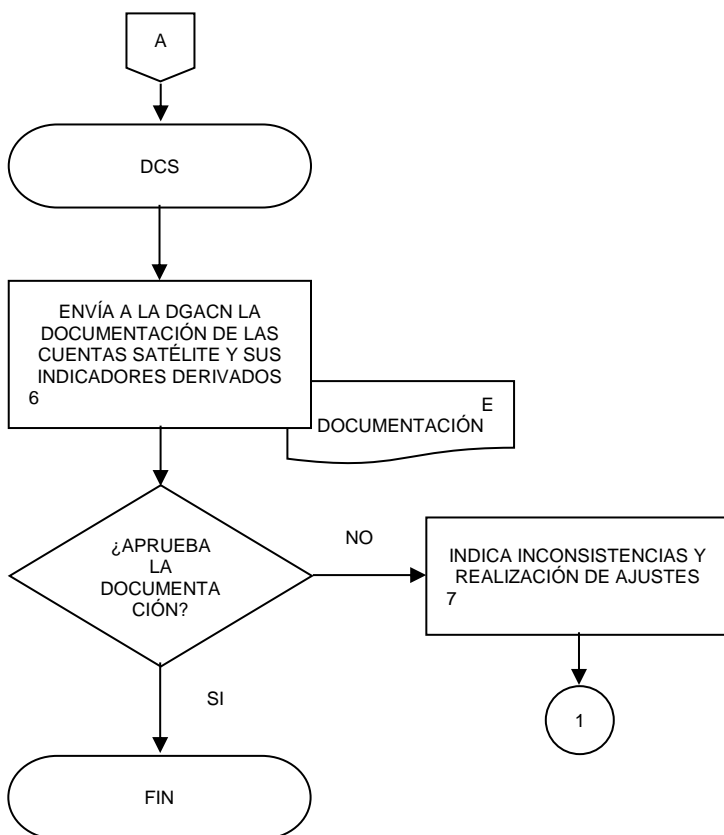 A
DCS
ENVÍA A LA DGACN LA
DOCUMENTACIÓN DE LAS
CUENTAS SATÉLITE Y SUS
INDICADORES DERIVADOS
6
E
DOCUMENTACIÓN
¿APRUEBA
LA
DOCUMENTA
CIÓN?
NO
INDICA INCONSISTENCIAS Y
REALIZACIÓN DE AJUSTES
7
SI
1
FIN